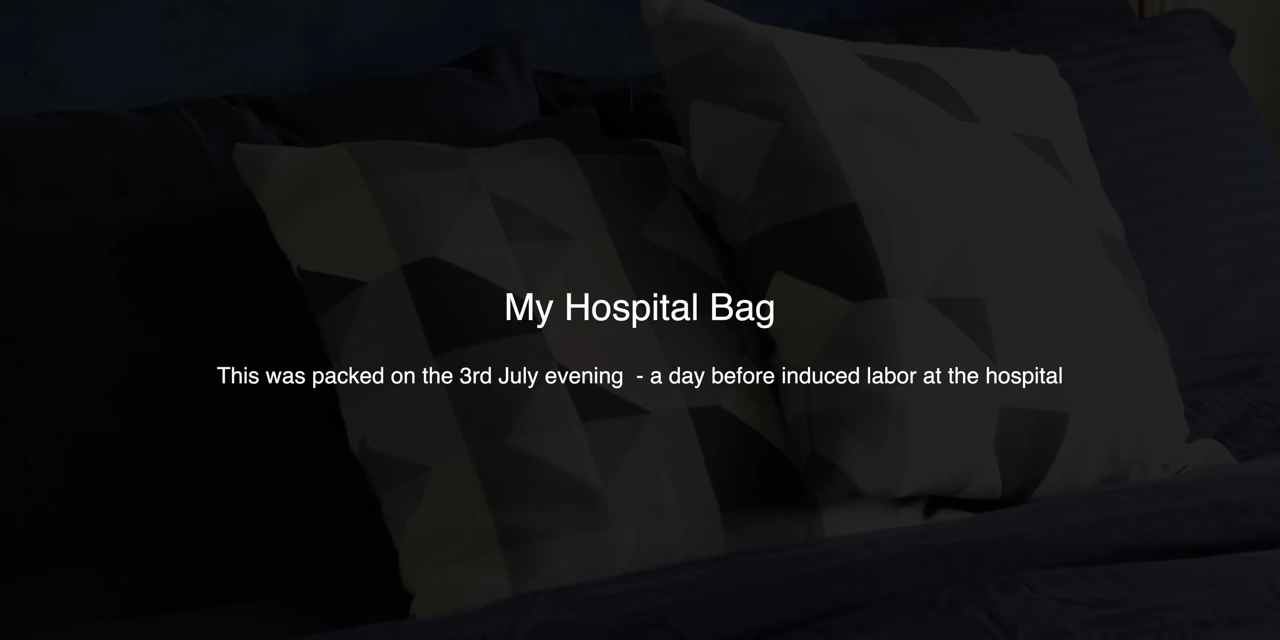 My Hospital Bag
This was packed on the 3rd July evening  - a day before induced labor at the hospital